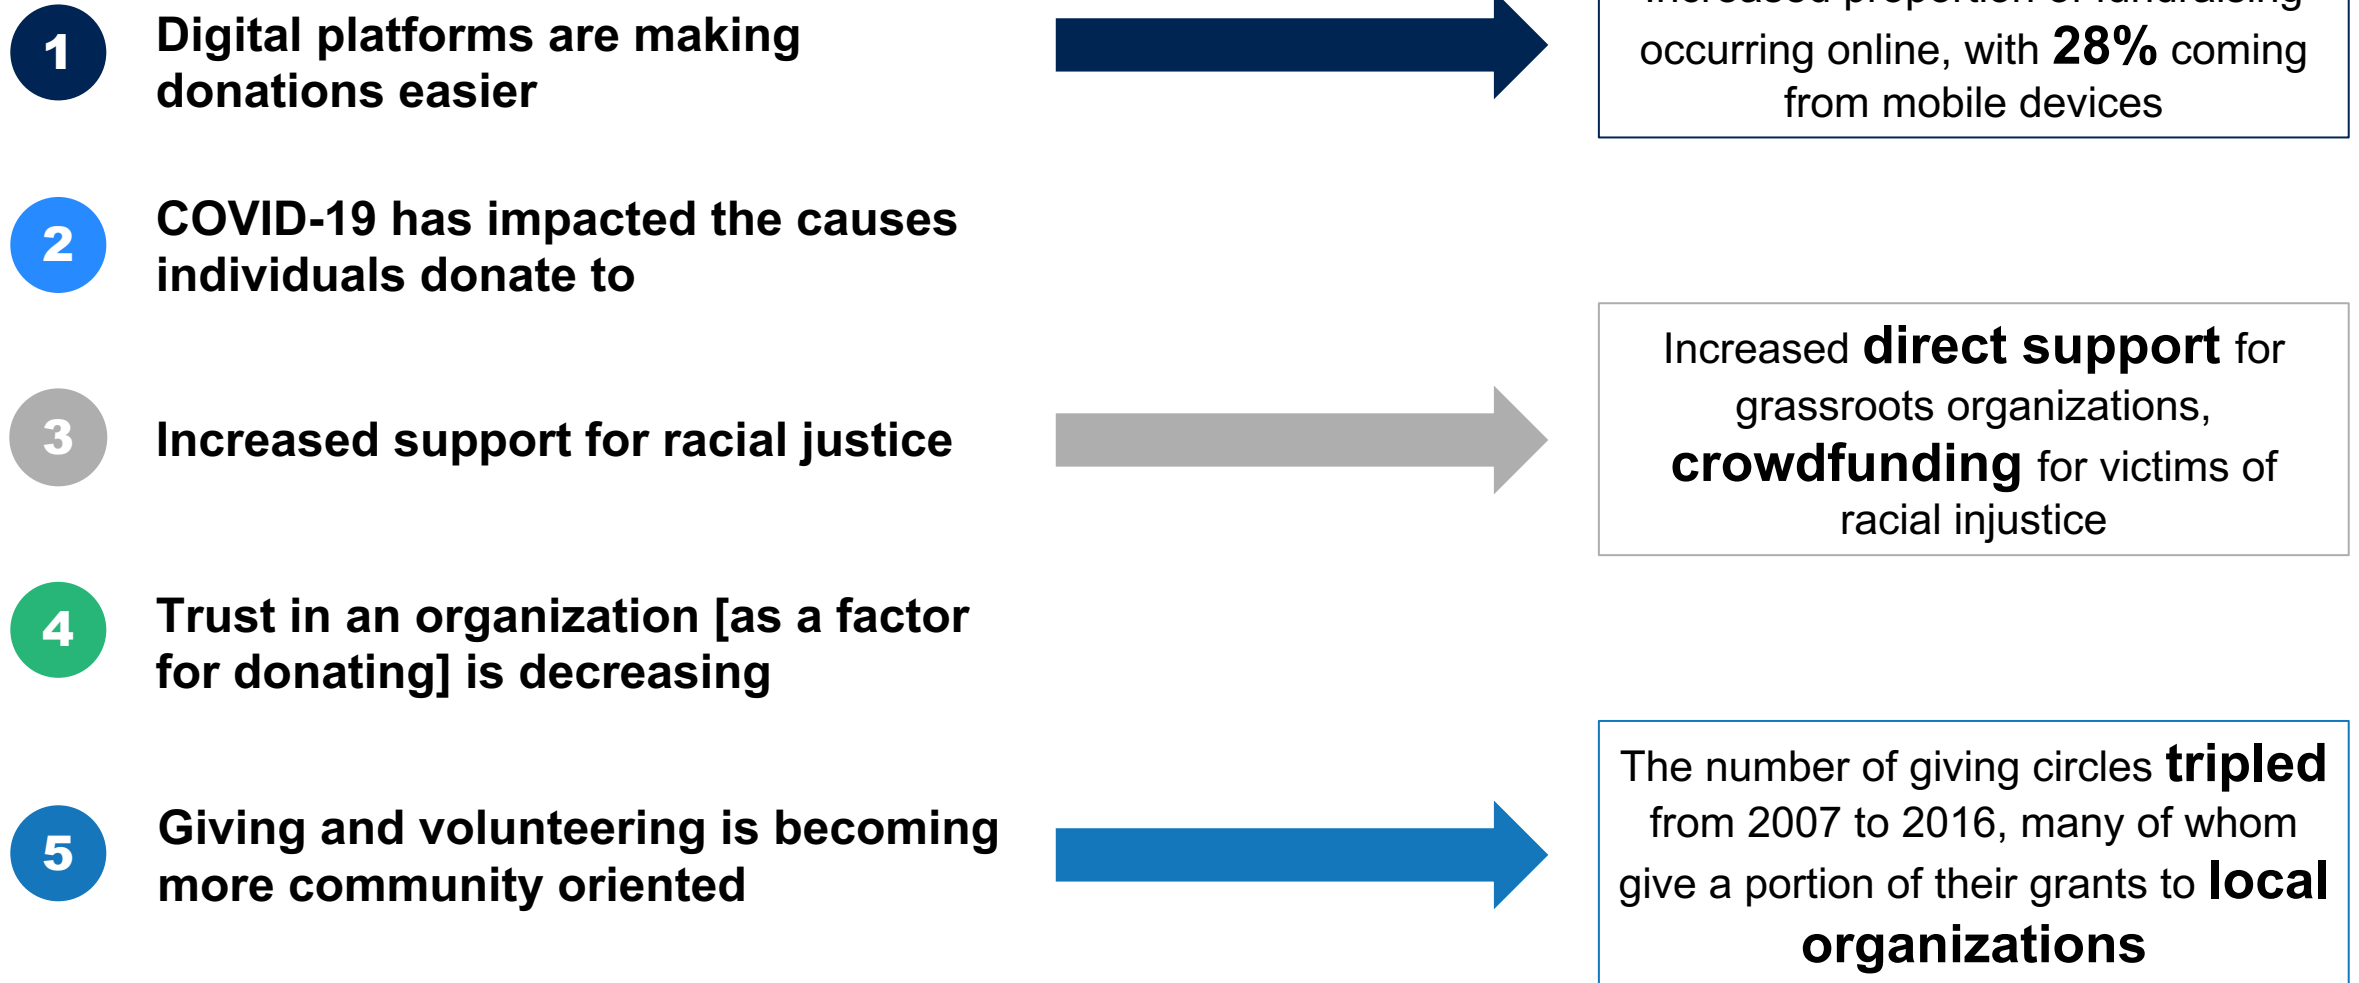 1
Digital platforms are making
donations easier
Increased proportion of fundraising
occurring online, with 28% coming
from mobile devices
2
COVID-19 has impacted the causes
individuals donate to
3
Increased support for racial justice
Increased direct support for
grassroots organizations,
crowdfunding for victims of
racial injustice
4
Trust in an organization [as a factor
for donating] is decreasing
5
Giving and volunteering is becoming
more community oriented
The number of giving circles tripled
from 2007 to 2016, many of whom
give a portion of their grants to local
organizations